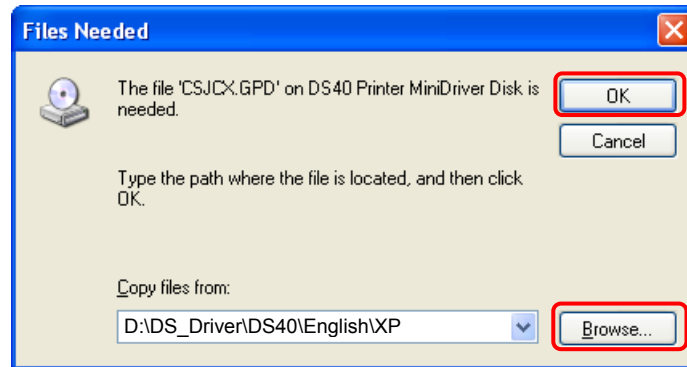 Files Needed
The file 'CSJCX.GPD' on DS40 Printer MiniDriver Disk is
needed.
OK
Cancel
Type the path where the file is located, and then click
OK.
Copy files from:
D:\DS_Driver\DS40\English\XP
Browse...